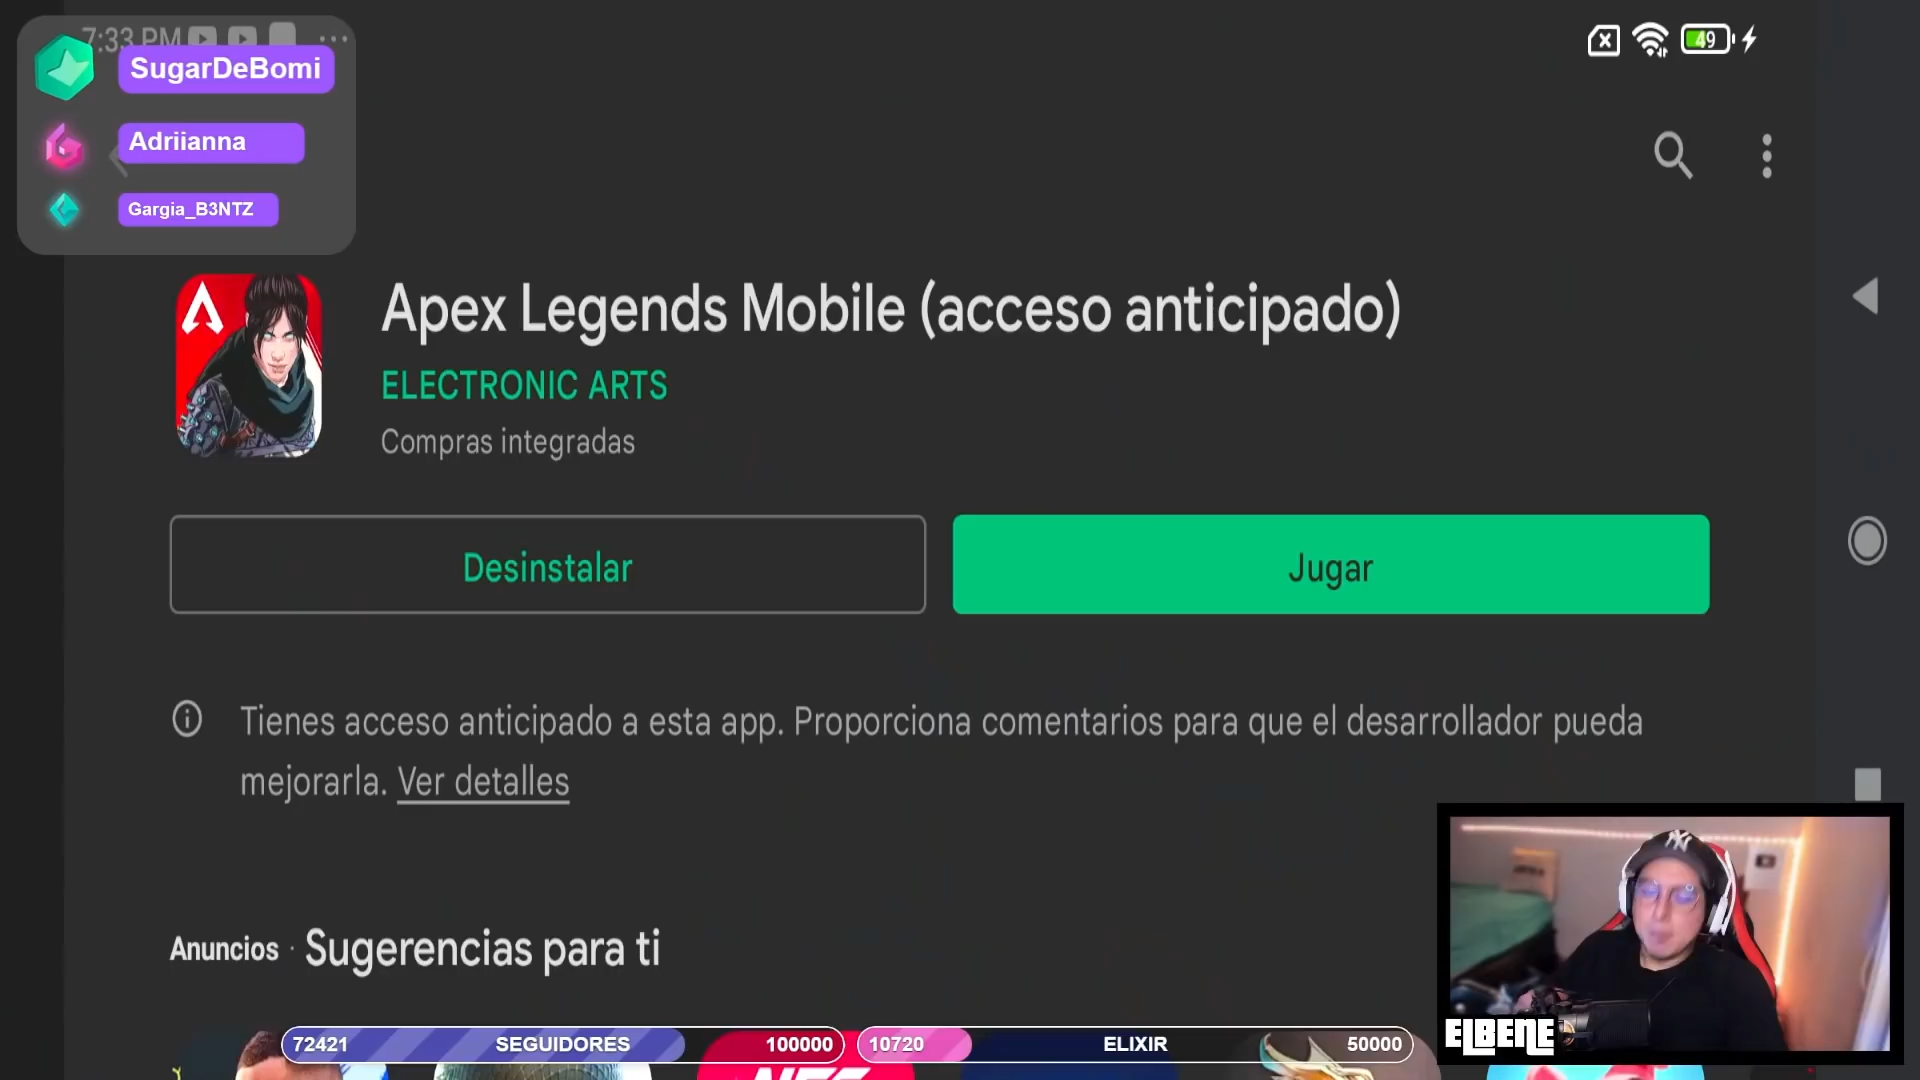 7:33 PM
49
SugarDeBomi
Adriianna
Gargia_B3NTZ
Apex Legends Mobile (acceso anticipado)
ELECTRONIC ARTS
Compras integradas
Desinstalar
Jugar
Tienes acceso anticipado a esta app. Proporciona comentarios para que el desarrollador pueda
mejorarla. Ver detalles
Anuncios · Sugerencias para ti
72421 SEGUIDORES 100000
10720 ELIXIR 50000
ELBENE